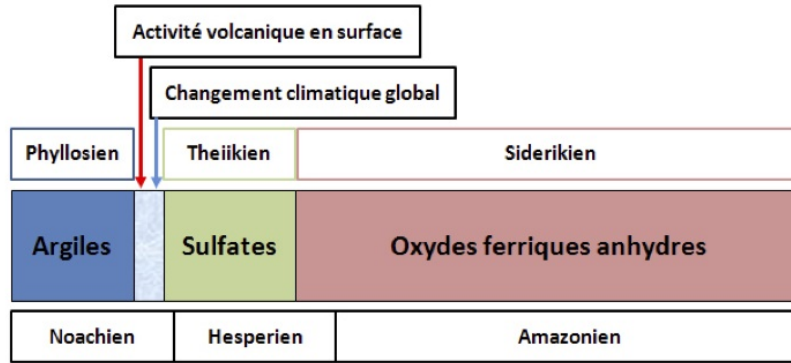 Activité volcanique en surface
Changement climatique global
Phyllosien
Theiikien
Siderikien
Argiles
Sulfates
Oxydes ferriques anhydres
Noachien
Hesperien
Amazonien